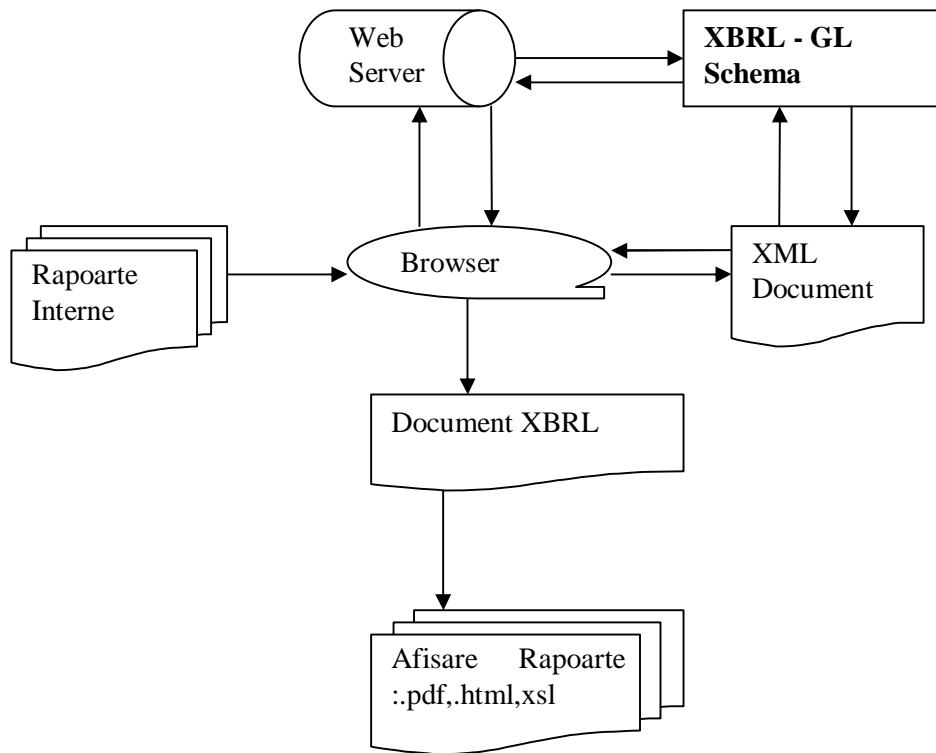 Web
Server
XBRL - GL
Schema
Rapoarte
Interne
Browser
XML
Document
Document XBRL
Afisare Rapoarte
:.pdf,.html,xsl